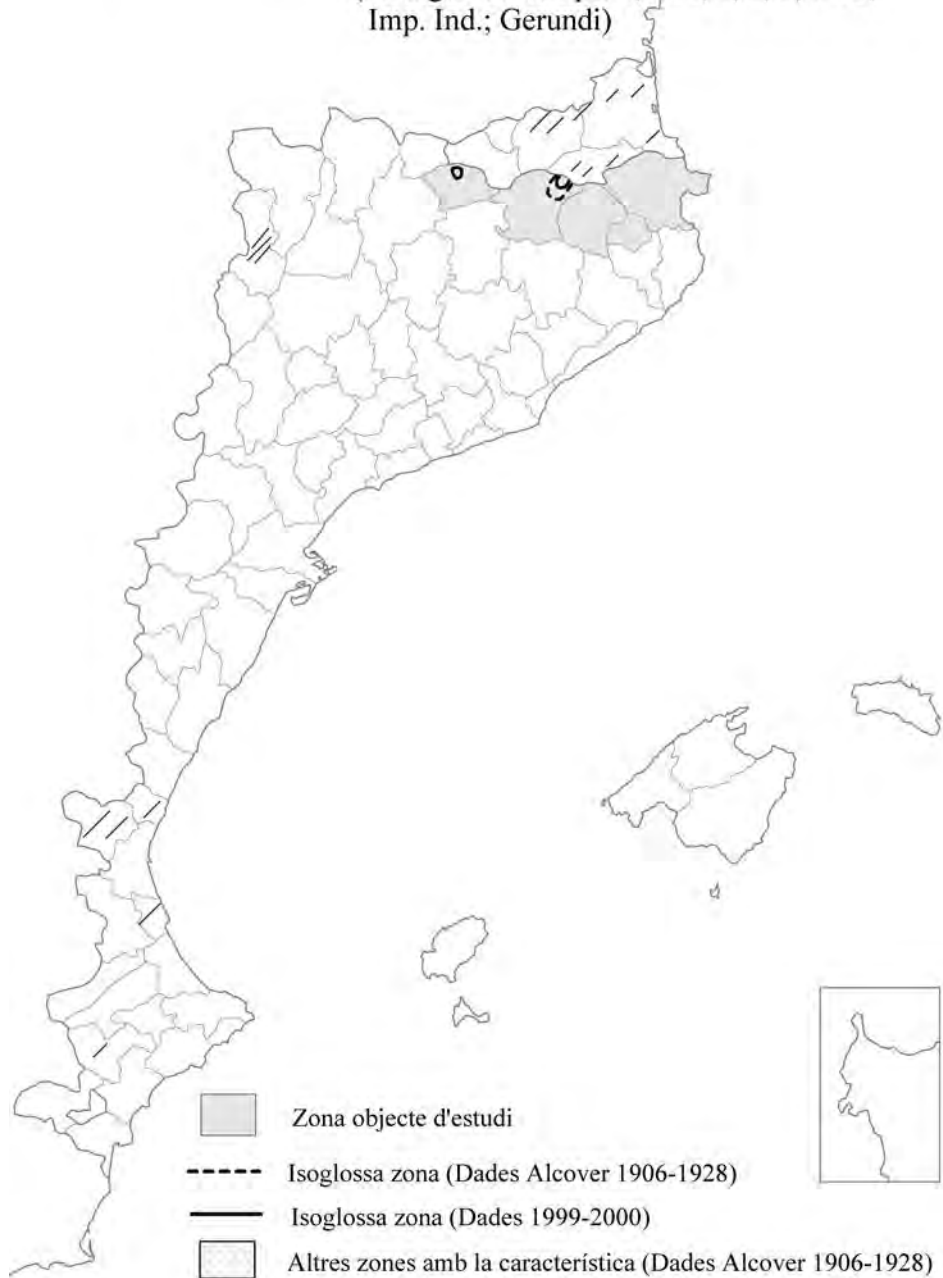 Imp. Ind.; Gerundi)
Zona objecte d'estudi
Isoglossa zona (Dades Alcover 1906-1928)
Isoglossa zona (Dades 1999-2000)
Altres zones amb la característica (Dades Alcover 1906-1928)